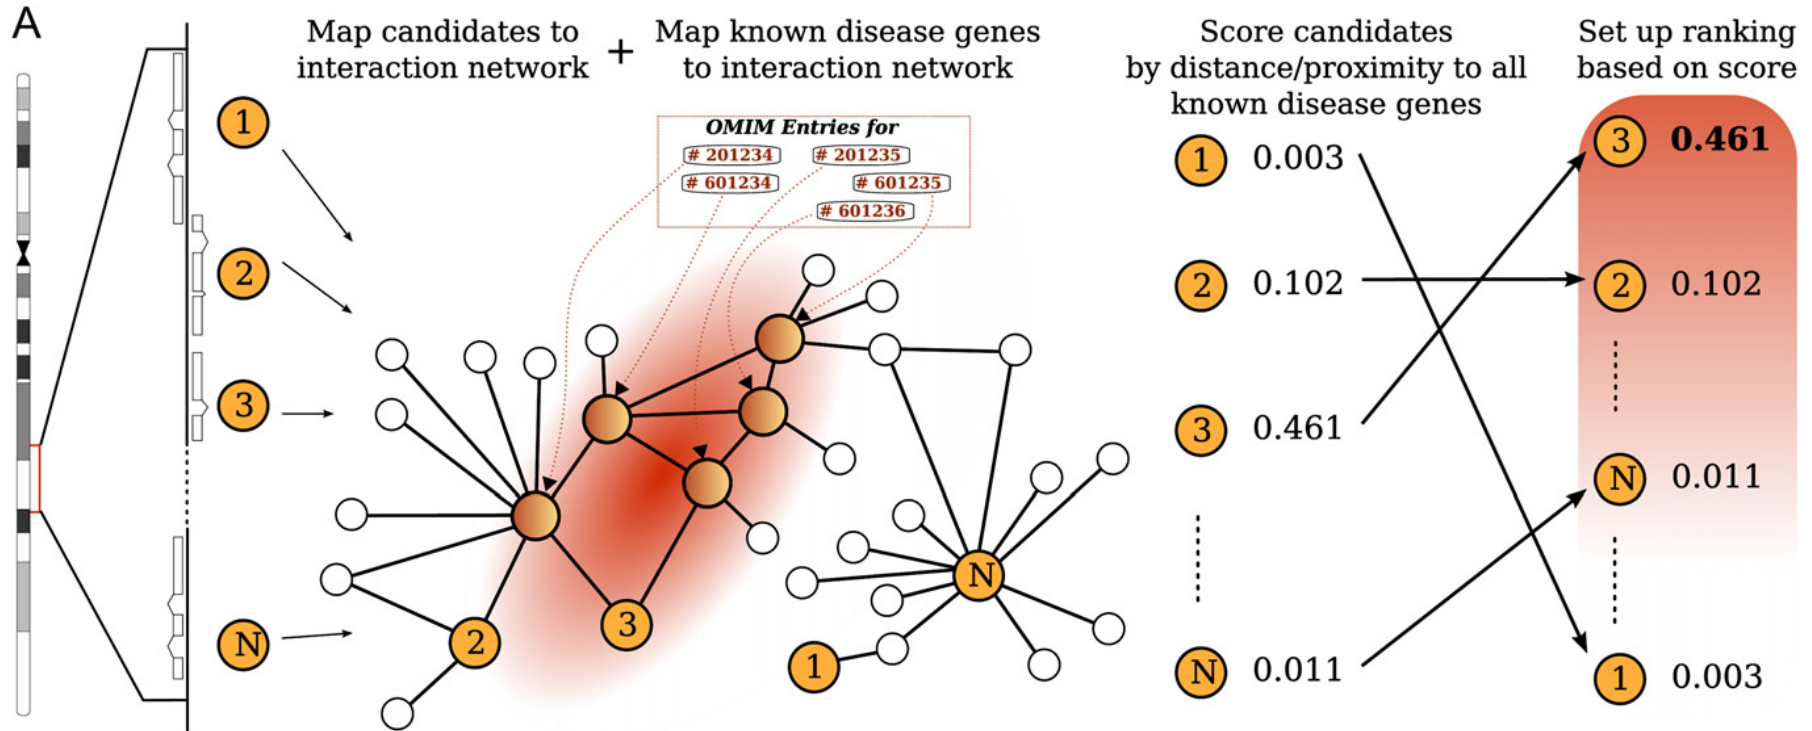 A
Map candidates to
interaction network
+
Map known disease genes
to interaction network
Score candidates
by distance/proximity to all
known disease genes
Set up ranking
based on score
1
2
3
N
OMIM Entries for
# 201234
# 201235
# 601234
# 601235
# 601236
2
3
1
N
1 0.003
2 0.102
3 0.461
N 0.011
3 0.461
2 0.102
N 0.011
1 0.003